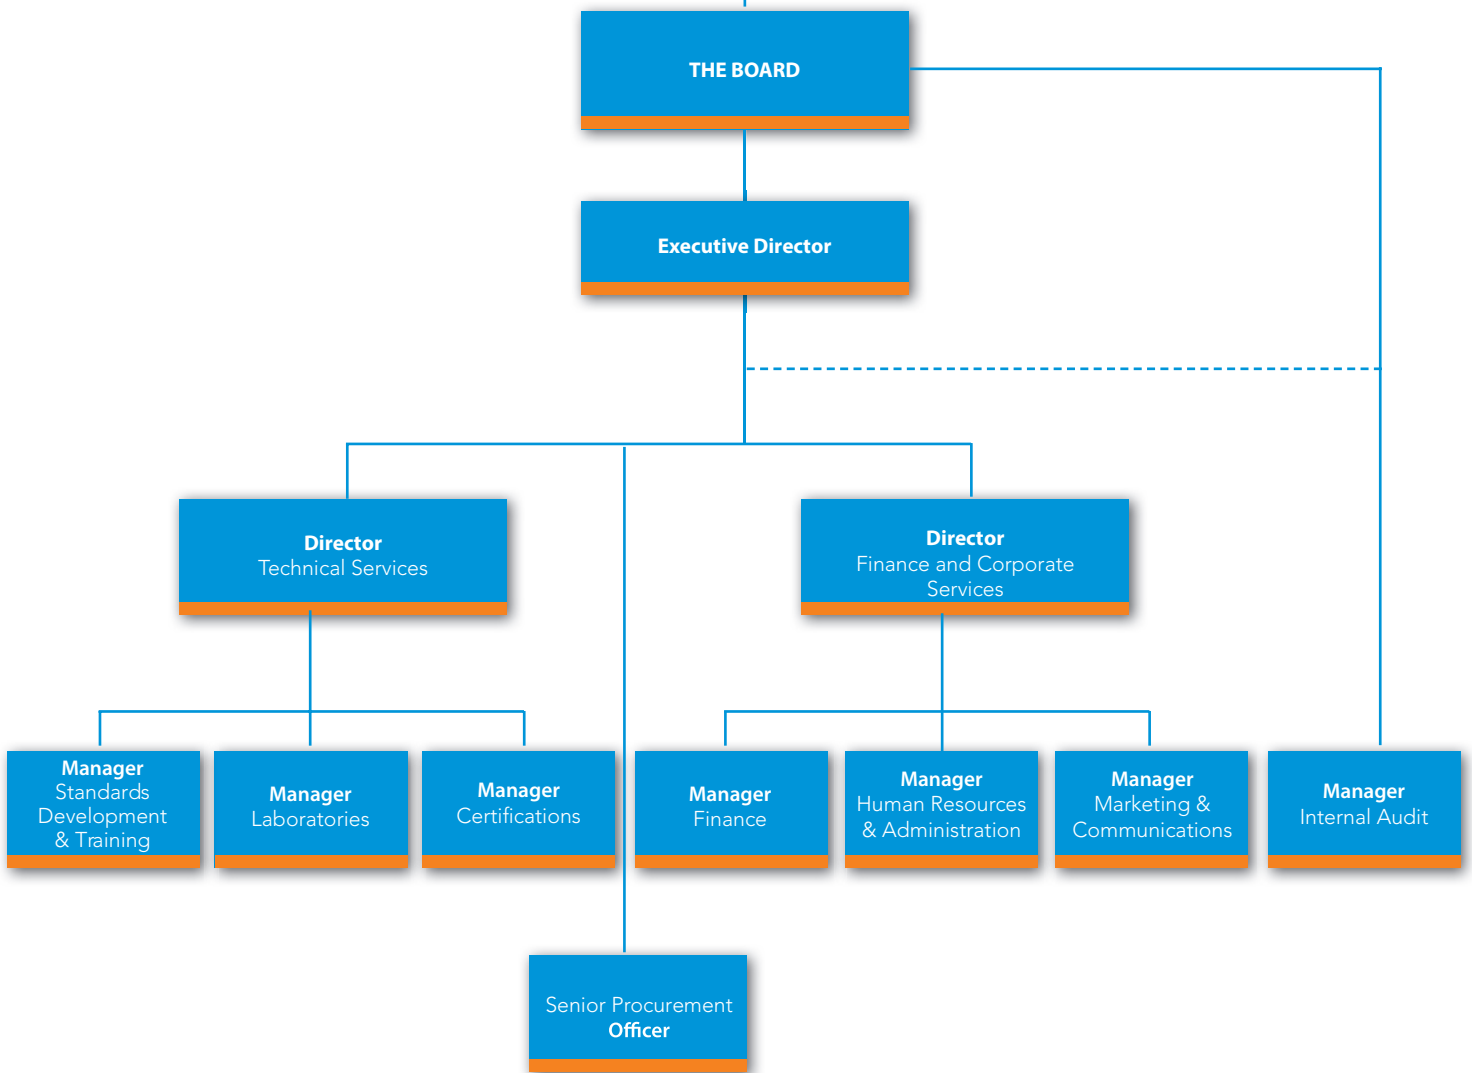 THE BOARD
Executive Director
Director
Technical Services
Director
Finance and Corporate
Services
Manager
Standards
Development
& Training
Manager
Laboratories
Manager
Certifications
Manager
Finance
Manager
Human Resources
& Administration
Manager
Marketing &
Communications
Manager
Internal Audit
Senior Procurement
Officer